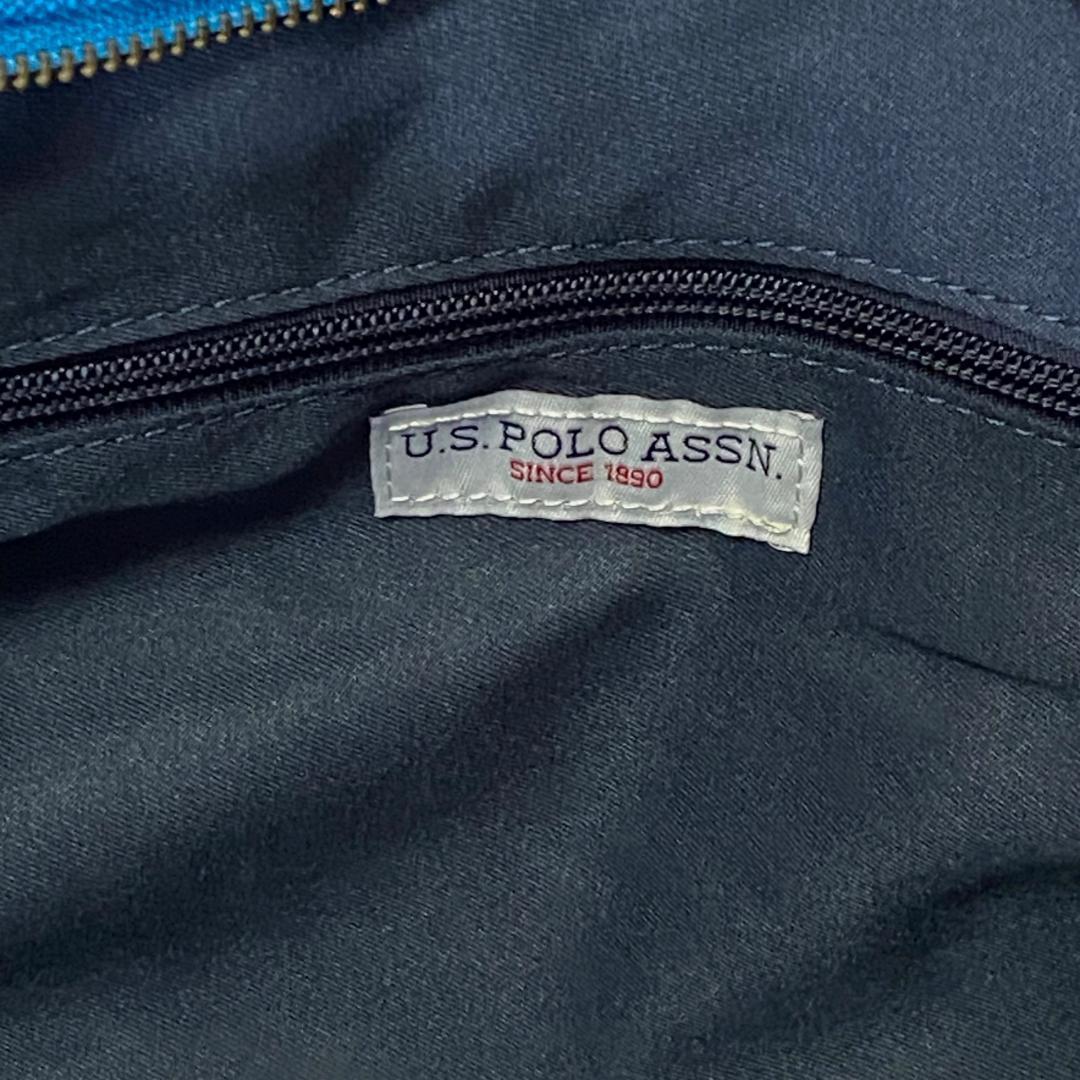 U.S. POLO ASSN.
SINCE 1890